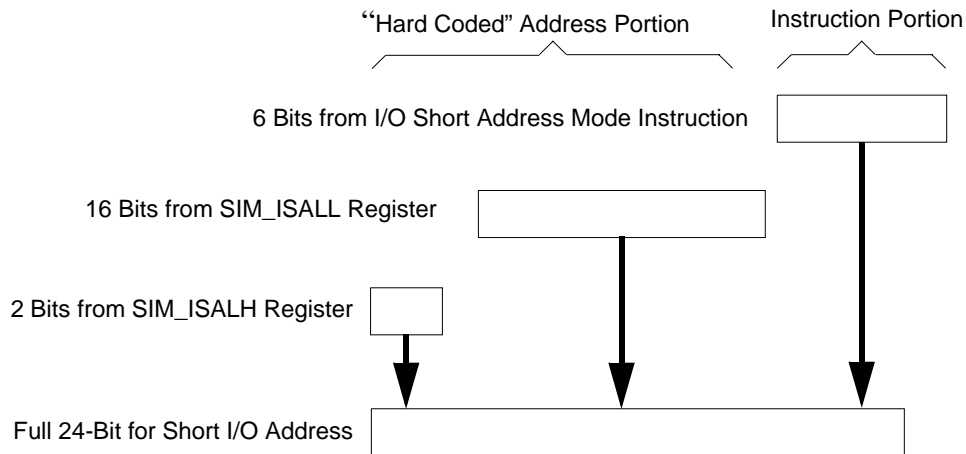 “Hard Coded” Address Portion
Instruction Portion
6 Bits from I/O Short Address Mode Instruction
16 Bits from SIM_ISALL Register
2 Bits from SIM_ISALH Register
Full 24-Bit for Short I/O Address